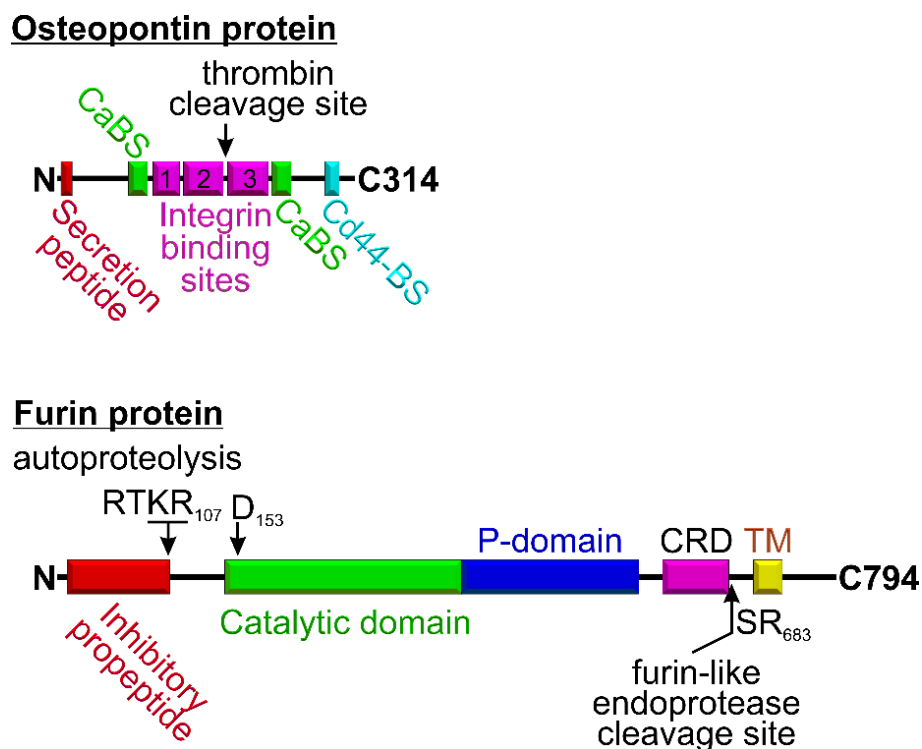 Osteopontin protein
thrombin
cleavage site
CaBS
N
1
2
3
C314
Secretion
peptide
Integrin
binding
sites
CaBS
Cd44-BS
Furin protein
autoproteolysis
RTKR107
D153
P-domain
CRD
TM
N
C794
Inhibitory
propeptide
Catalytic domain
SR683
furin-like
endoprotease
cleavage site